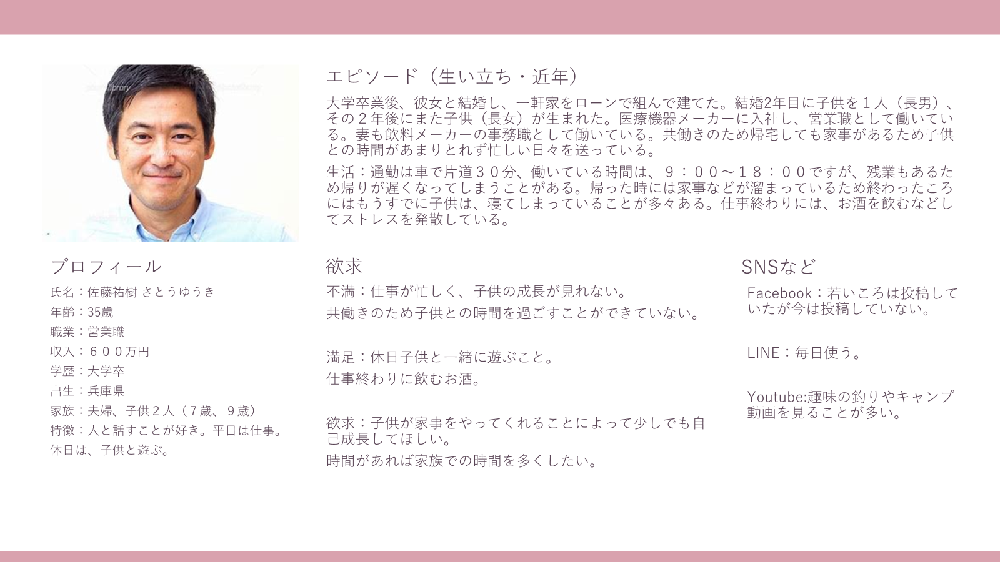 エピソード（生い立ち・近年）
大学卒業後、彼女と結婚し、一軒家をローンで組んで建てた。結婚2年目に子供を１人（長男）、
その２年後にまた子供（長女）が生まれた。医療機器メーカーに入社し、営業職として働いてい
る。妻も飲料メーカーの事務職として働いている。共働きのため帰宅しても家事があるため子供
との時間があまりとれず忙しい日々を送っている。
生活：通勤は車で片道３０分、働いている時間は、９：００～１８：００ですが、残業もあるた
め帰りが遅くなってしまうことがある。帰った時には家事などが溜まっているため終わったころ
にはもうすでに子供は、寝てしまっていることが多々ある。仕事終わりには、お酒を飲むなどし
てストレスを発散している。
プロフィール
氏名：佐藤祐樹 さとうゆうき
年齢：35歳
職業：営業職
収入：６００万円
学歴：大学卒
出生：兵庫県
家族：夫婦、子供２人（７歳、９歳）
特徴：人と話すことが好き。平日は仕事。
休日は、子供と遊ぶ。
欲求
不満：仕事が忙しく、子供の成長が見れない。
共働きのため子供との時間を過ごすことができていない。
満足：休日子供と一緒に遊ぶこと。
仕事終わりに飲むお酒。
欲求：子供が家事をやってくれることによって少しでも自
己成長してほしい。
時間があれば家族での時間を多くしたい。
SNSなど
Facebook：若いころは投稿して
いたが今は投稿していない。
LINE：毎日使う。
Youtube:趣味の釣りやキャンプ
動画を見ることが多い。